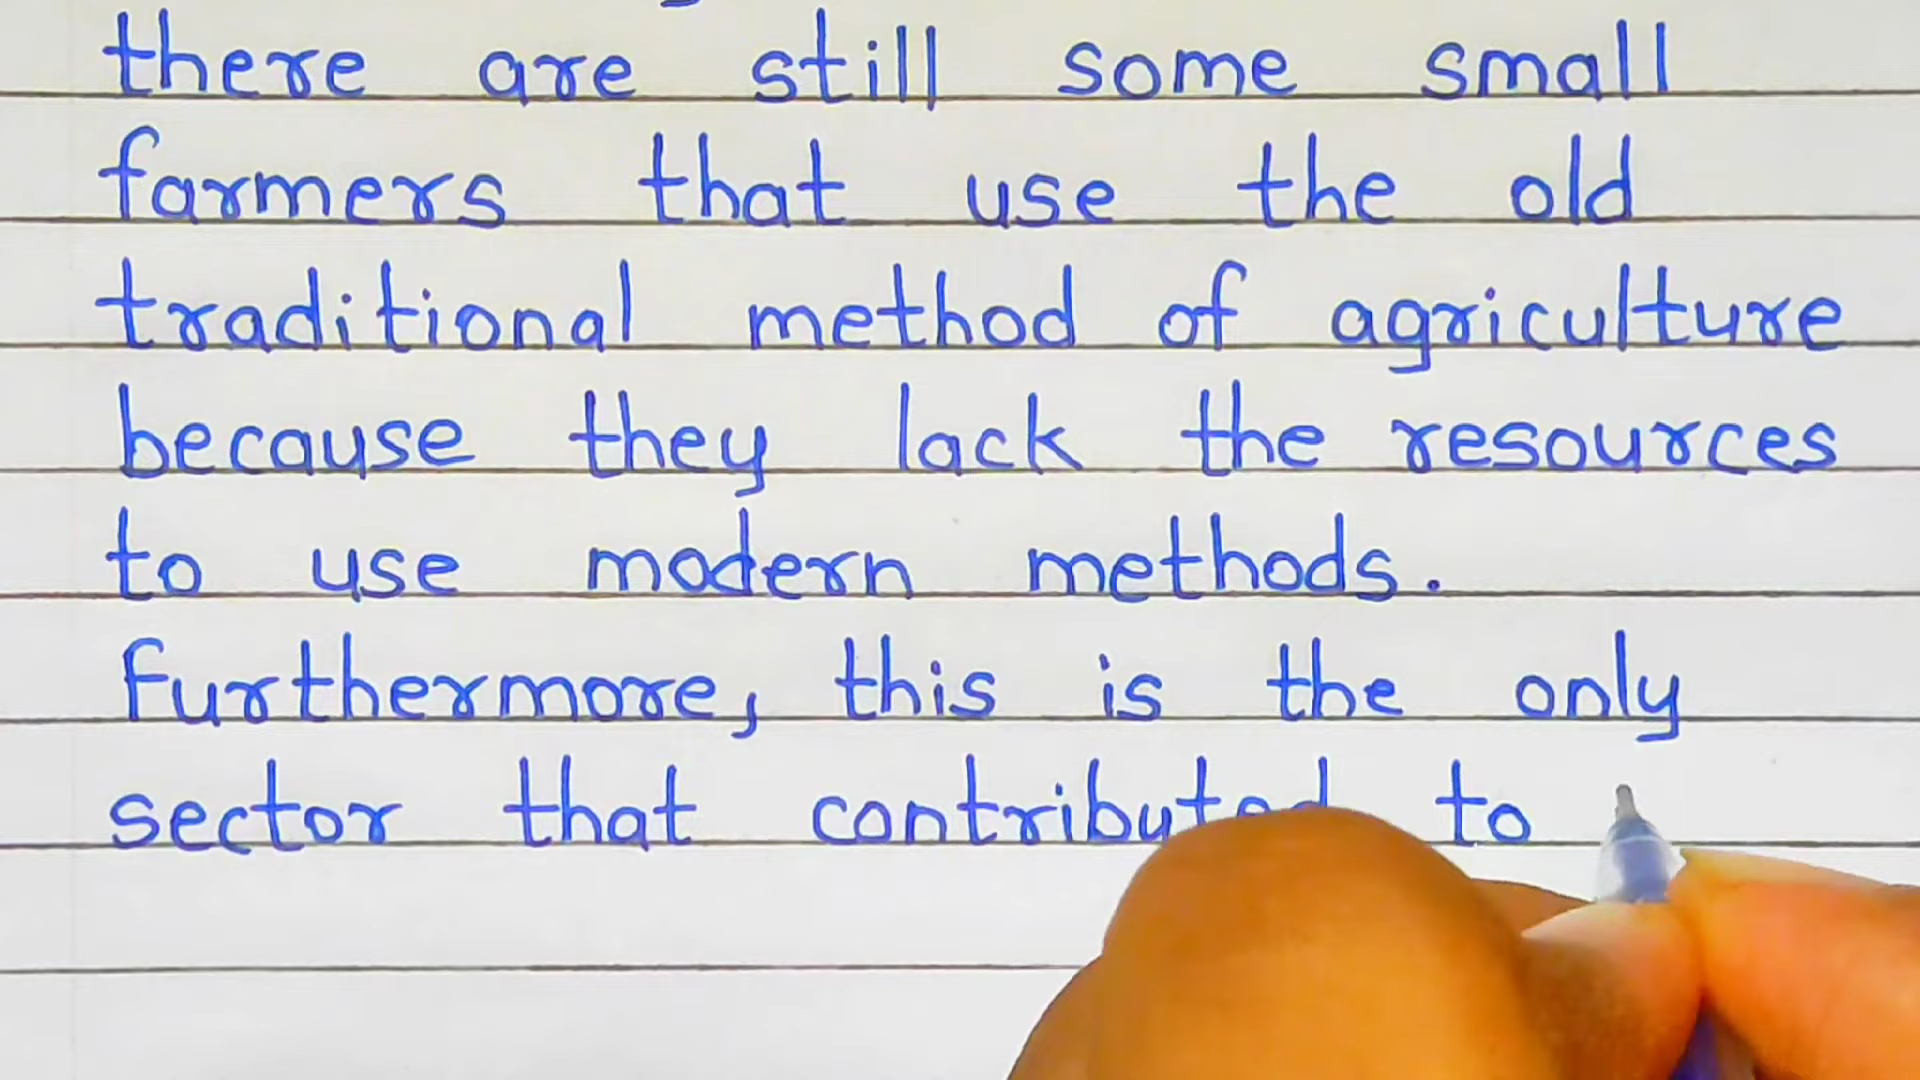 there are still some small
farmers that use the old
traditional method of agriculture
because they lack the resources
to use modern methods.
Furthermore, this is the only
sector that contributed to